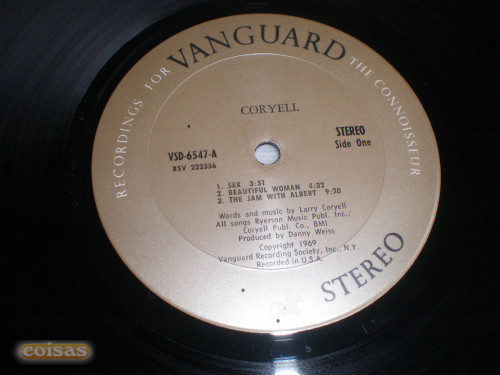 RECORDINGS FOR VANGUARD THE CONNOISSEUR
CORYELL
VSD-6547-A
XSV 222336
STEREO
Side One
1. SEX 3:51
2. BEAUTIFUL WOMAN 4:32
3. THE JAM WITH ALBERT 9:20
Words and music by Larry Coryell
All songs Ryerson Music Publ. Inc./
Coryell Publ. Co., BMI
Produced by Danny Weiss
Copyright 1969
Vanguard Recording Society, Inc., N.Y.
Recorded in U.S.A.
STEREO
coisas